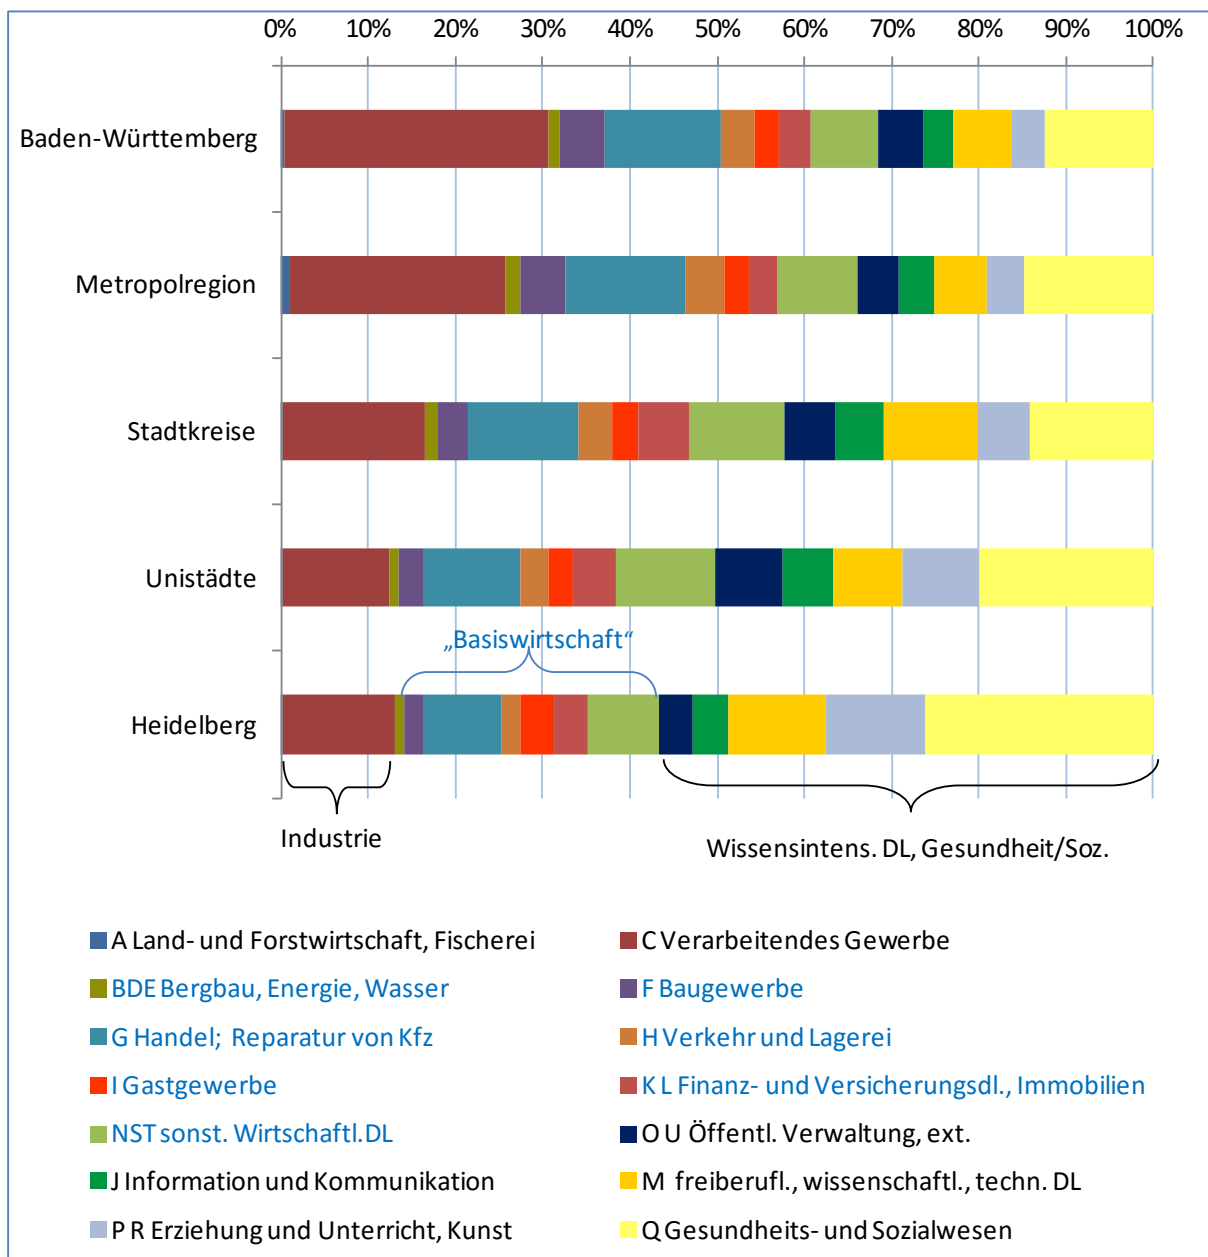 0% 10% 20% 30% 40% 50% 60% 70% 80% 90% 100%
Baden-Württemberg
Metropolregion
Stadtkreise
Unistädte
„Basiswirtschaft“
Heidelberg
Industrie
Wissensintens. DL, Gesundheit/Soz.
A Land- und Forstwirtschaft, Fischerei
C Verarbeitendes Gewerbe
BDE Bergbau, Energie, Wasser
F Baugewerbe
G Handel; Reparatur von Kfz
H Verkehr und Lagerei
I Gastgewerbe
K L Finanz- und Versicherungsdl., Immobilien
NST sonst. Wirtschaftl.DL
O U Öffentl. Verwaltung, ext.
J Information und Kommunikation
M freiberufl., wissenschaftl., techn. DL
P R Erziehung und Unterricht, Kunst
Q Gesundheits- und Sozialwesen